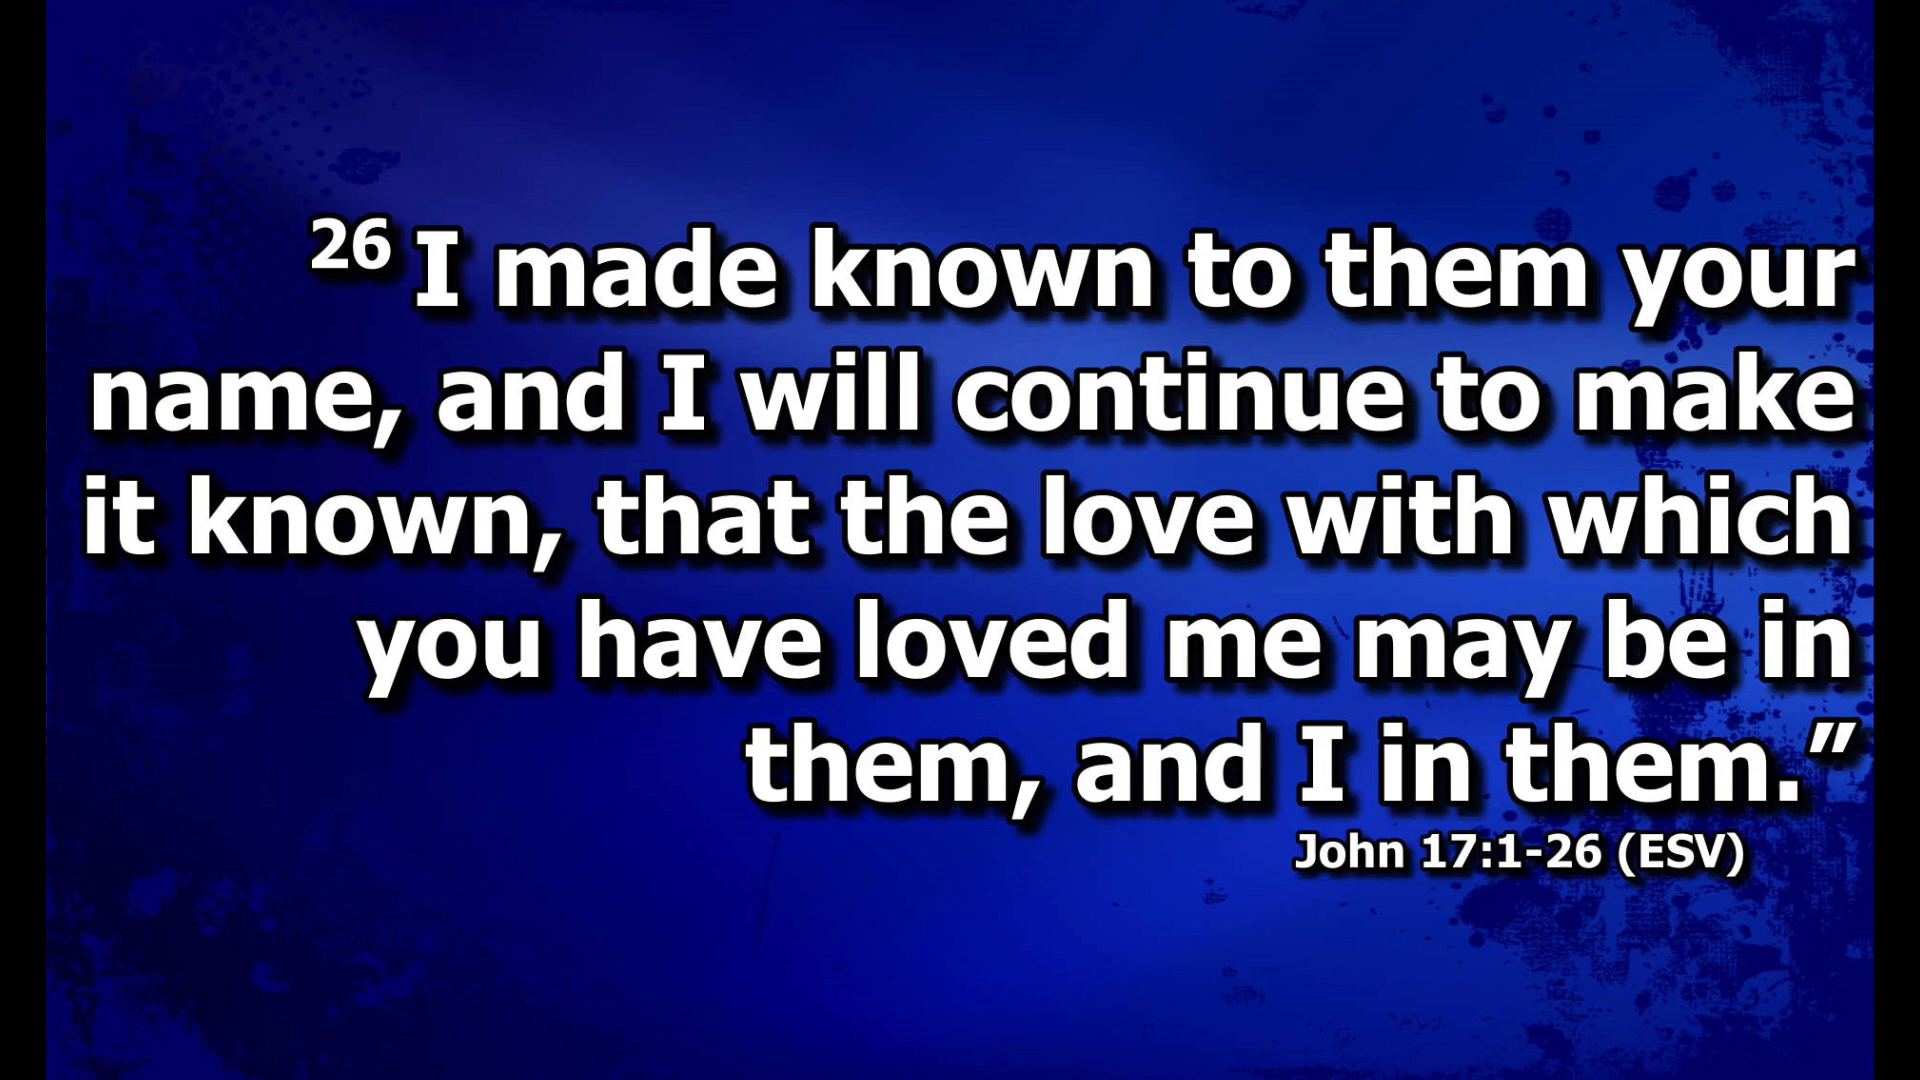 26 I made known to them your
name, and I will continue to make
it known, that the love with which
you have loved me may be in
them, and I in them.”
John 17:1-26 (ESV)